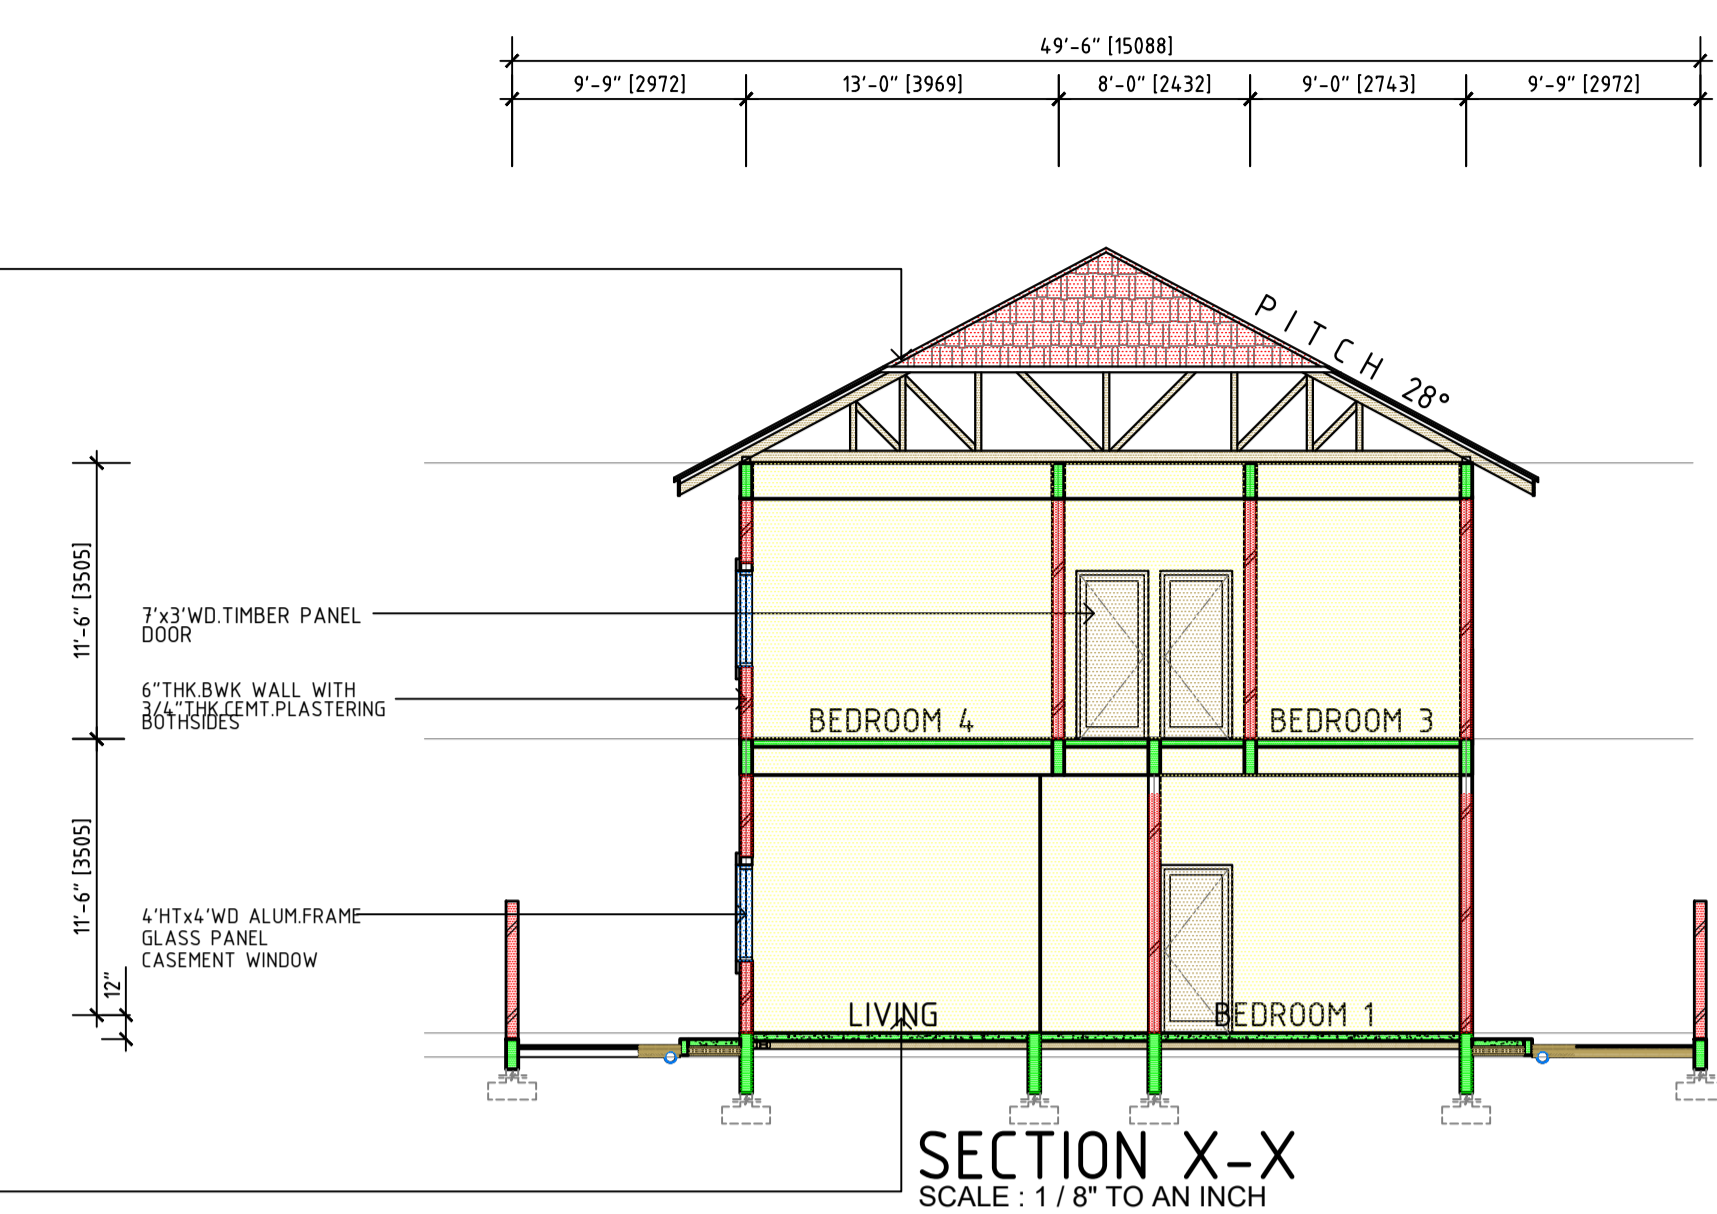 49'-6" [15088]
9'-9" [2972]
13'-0" [3969]
8'-0" [2432]
9'-0" [2743]
9'-9" [2972]
PITCH 28°
11'-6" [3505]
7'x3'WD.TIMBER PANEL
DOOR
6"THK.BWK WALL WITH
3/4"THK.CEMT.PLASTERING
BOTHSIDES
BEDROOM 4
BEDROOM 3
11'-6" [3505]
4'HTx4'WD ALUM.FRAME
GLASS PANEL
CASEMENT WINDOW
12"
LIVING
BEDROOM 1
SECTION X-X
SCALE : 1 / 8" TO AN INCH